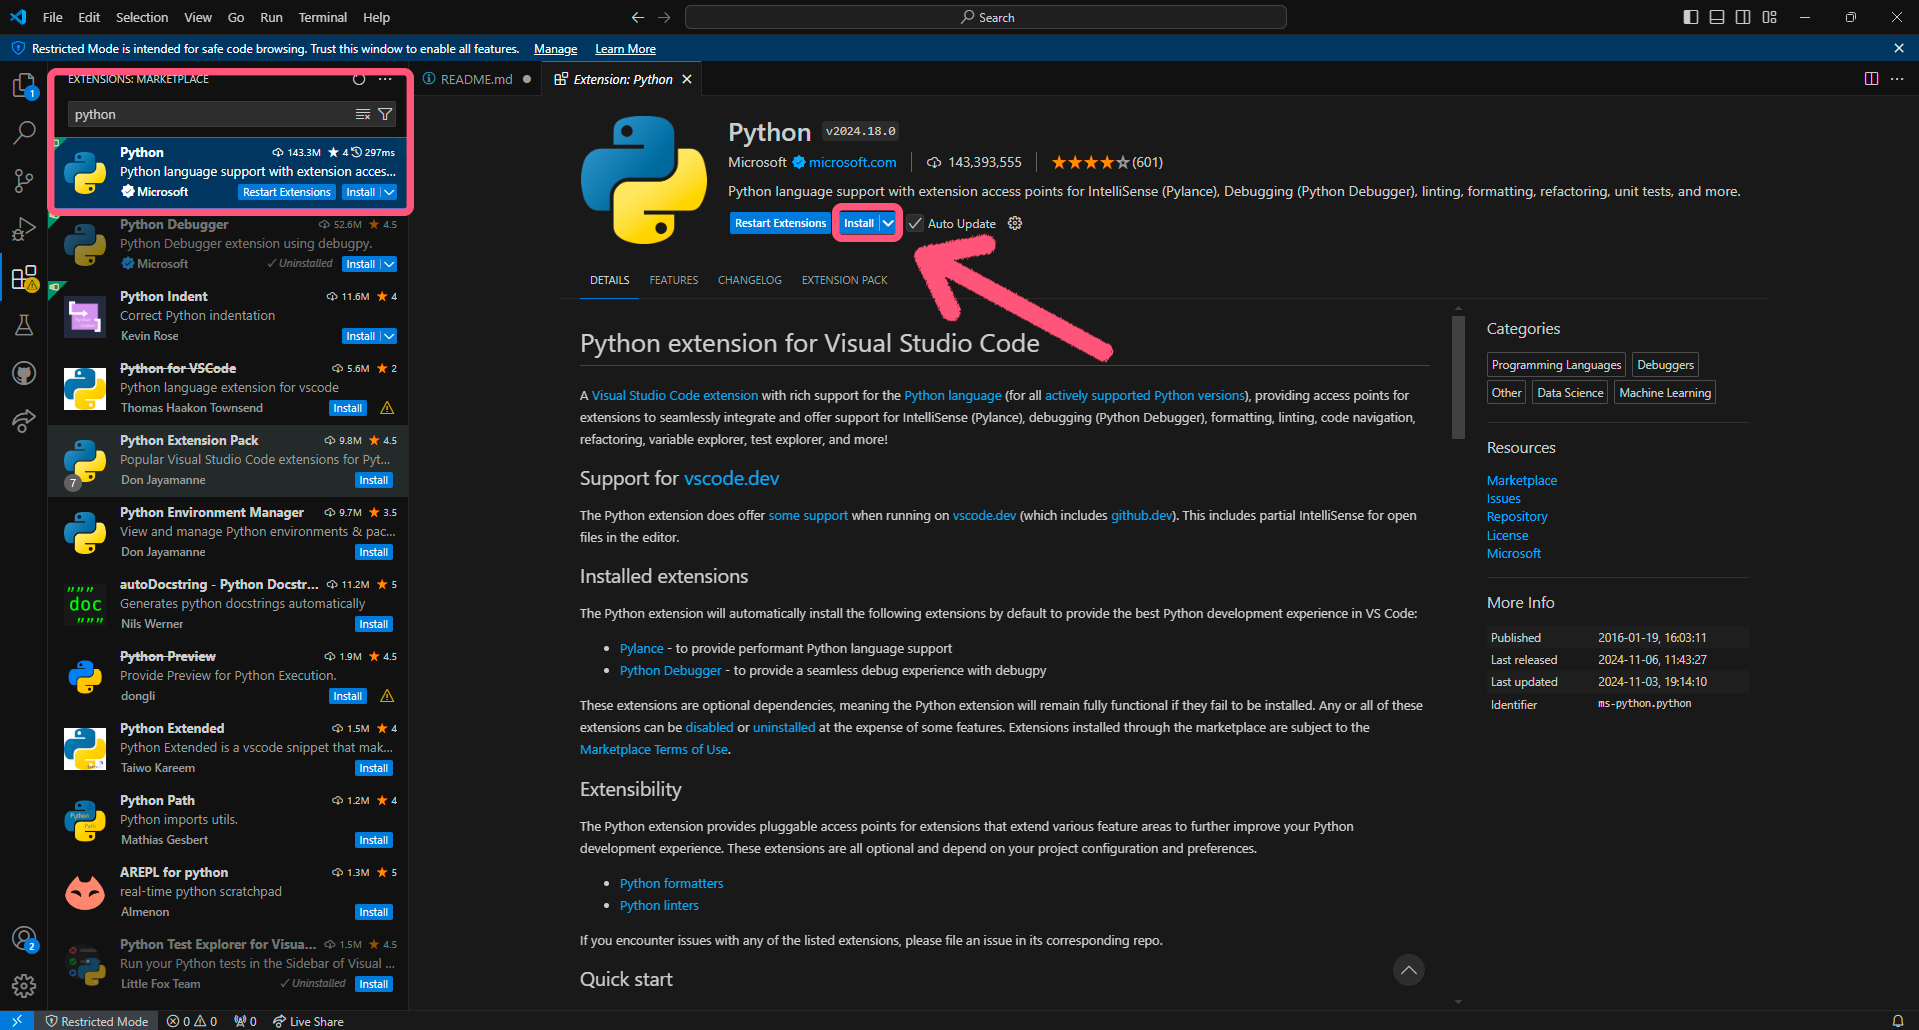 File Edit Selection View Go Run Terminal Help Search
Restricted Mode is intended for safe code browsing. Trust this window to enable all features. Manage Learn More
1
EXTENSIONS: MARKETPLACE
python
Python 143.3M 4 297ms
Python language support with extension acces...
Microsoft Restart Extensions Install
Python Debugger 52.6M 4.5
Python Debugger extension using debugpy.
Microsoft Uninstalled Install
Python Indent 11.6M 4
Correct Python indentation
Kevin Rose Install
Python for VSCode 5.6M 2
Python language extension for vscode
Thomas Haakon Townsend Install
Python Extension Pack 9.8M 4.5
Popular Visual Studio Code extensions for Pyt...
7 Don Jayamanne Install
Python Environment Manager 9.7M 3.5
View and manage Python environments & pac...
Don Jayamanne Install
""" doc """
autoDocstring - Python Docstr... 11.2M 5
Generates python docstrings automatically
Nils Werner Install
Python Preview 1.9M 4.5
Provide Preview for Python Execution.
dongli Install
Python Extended 1.5M 4
Python Extended is a vscode snippet that mak...
Taiwo Kareem Install
Python Path 1.2M 4
Python imports utils.
Mathias Gesbert Install
AREPL for python 1.3M 5
real-time python scratchpad
Almenon Install
Python Test Explorer for Visua... 1.5M 4.5
Run your Python tests in the Sidebar of Visual ...
Little Fox Team Uninstalled Install
2
README.md Extension: Python
Python v2024.18.0
Microsoft microsoft.com 143,393,555 (601)
Python language support with extension access points for IntelliSense (Pylance), Debugging (Python Debugger), linting, formatting, refactoring, unit tests, and more.
Restart Extensions Install Auto Update
DETAILS FEATURES CHANGELOG EXTENSION PACK
Python extension for Visual Studio Code
A Visual Studio Code extension with rich support for the Python language (for all actively supported Python versions), providing access points for
extensions to seamlessly integrate and offer support for IntelliSense (Pylance), debugging (Python Debugger), formatting, linting, code navigation,
refactoring, variable explorer, test explorer, and more!
Support for vscode.dev
The Python extension does offer some support when running on vscode.dev (which includes github.dev). This includes partial IntelliSense for open
files in the editor.
Installed extensions
The Python extension will automatically install the following extensions by default to provide the best Python development experience in VS Code:
• Pylance - to provide performant Python language support
• Python Debugger - to provide a seamless debug experience with debugpy
These extensions are optional dependencies, meaning the Python extension will remain fully functional if they fail to be installed. Any or all of these
extensions can be disabled or uninstalled at the expense of some features. Extensions installed through the marketplace are subject to the
Marketplace Terms of Use.
Extensibility
The Python extension provides pluggable access points for extensions that extend various feature areas to further improve your Python
development experience. These extensions are all optional and depend on your project configuration and preferences.
• Python formatters
• Python linters
If you encounter issues with any of the listed extensions, please file an issue in its corresponding repo.
Quick start
Categories
Programming Languages Debuggers
Other Data Science Machine Learning
Resources
Marketplace
Issues
Repository
License
Microsoft
More Info
Published 2016-01-19, 16:03:11
Last released 2024-11-06, 11:43:27
Last updated 2024-11-03, 19:14:10
Identifier ms-python.python
Restricted Mode 0 0 0 Live Share